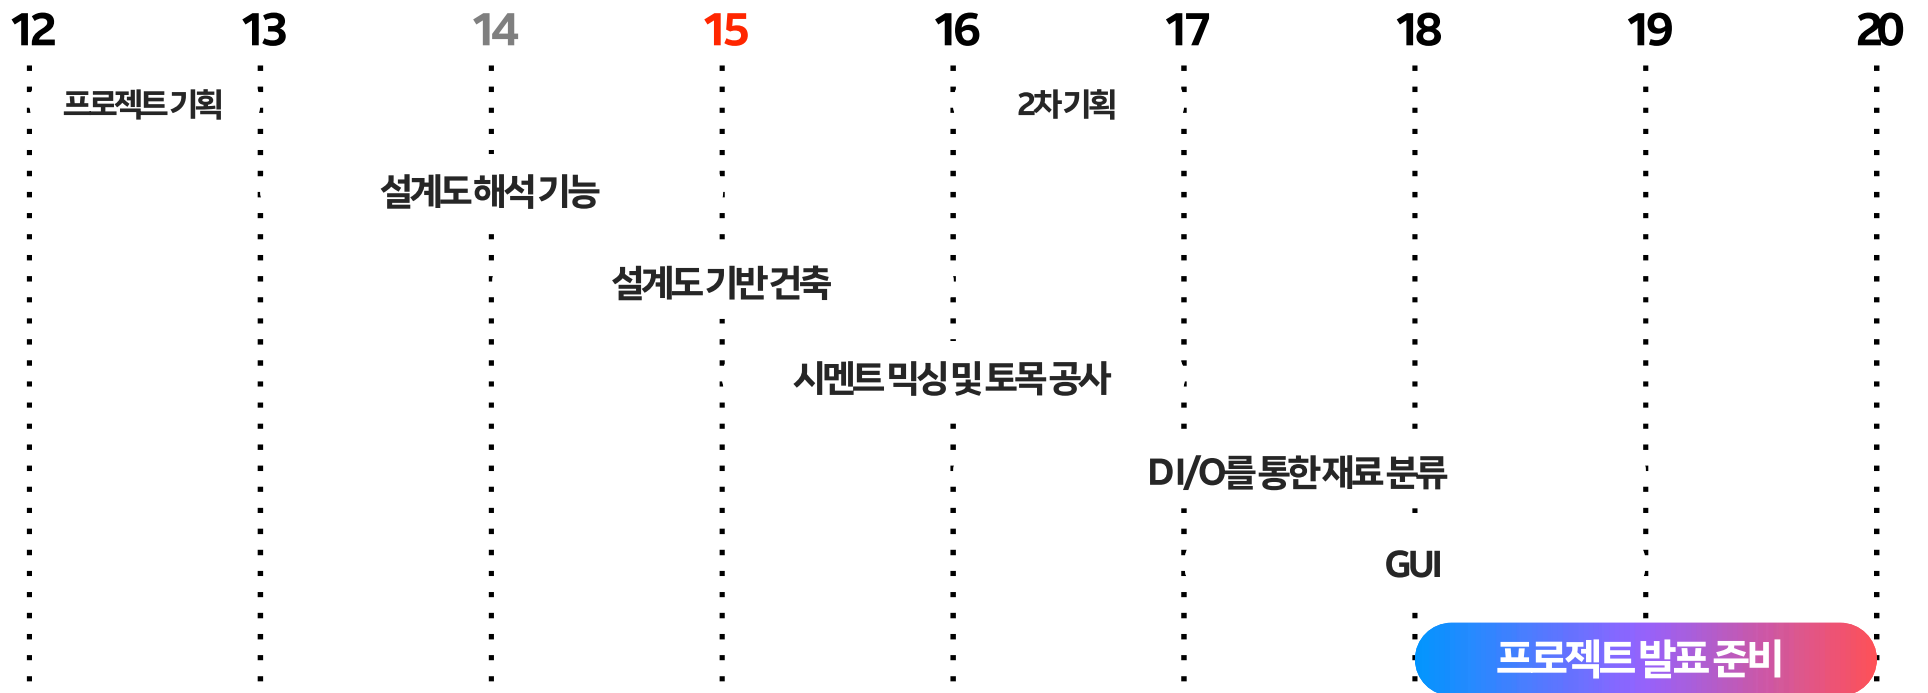 12 13 14 15 16 17 18 19 20
프로젝트 기획 2차 기획
설계도 해석 기능
설계도 기반 건축
시멘트 믹싱 및 토목 공사
D I/O를 통한 재료 분류
GUI
프로젝트 발표 준비